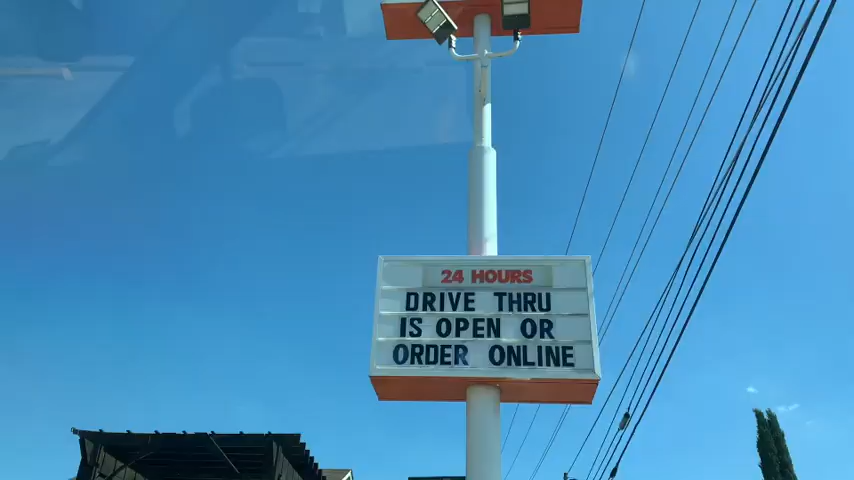 24 HOURS
DRIVE THRU
IS OPEN OR
ORDER ONLINE